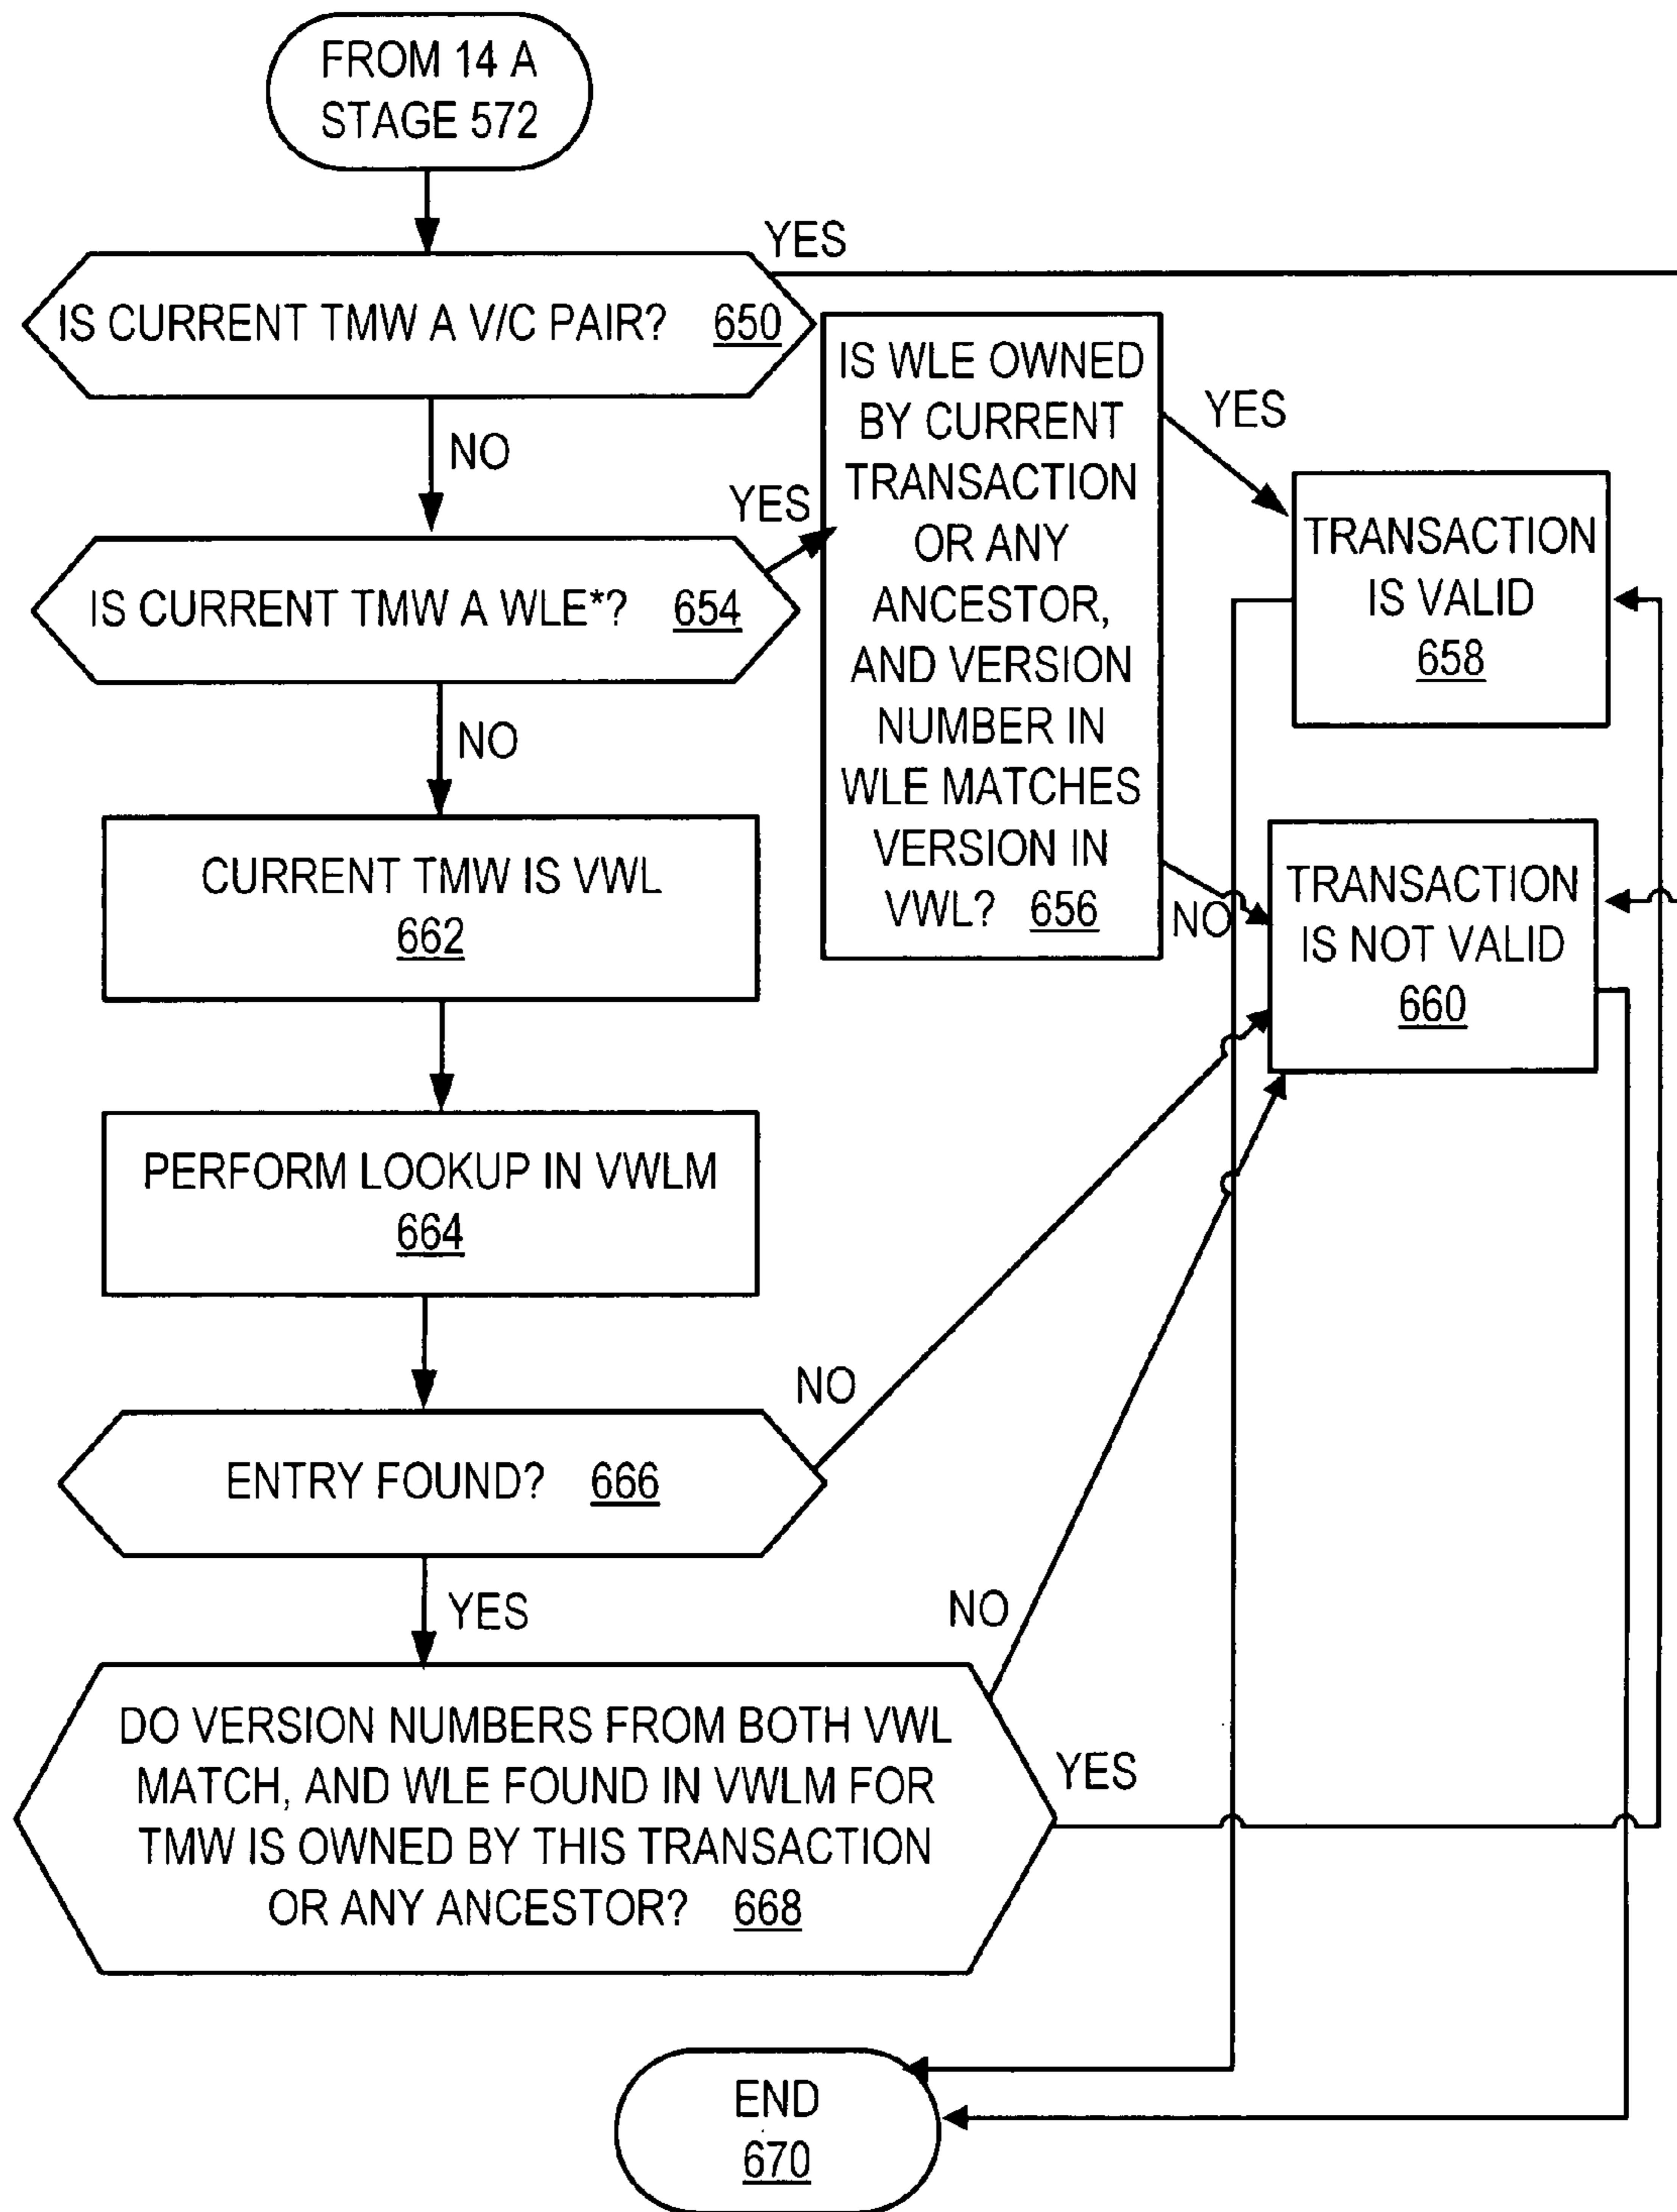 FROM 14 A
STAGE 572
YES
IS CURRENT TMW A V/C PAIR? 650
NO
IS WLE OWNED
BY CURRENT
TRANSACTION
OR ANY
ANCESTOR,
AND VERSION
NUMBER IN
WLE MATCHES
VERSION IN
VWL? 656
YES
YES
TRANSACTION
IS VALID
658
IS CURRENT TMW A WLE*? 654
NO
NO
TRANSACTION
IS NOT VALID
660
CURRENT TMW IS VWL
662
PERFORM LOOKUP IN VWLM
664
NO
ENTRY FOUND? 666
YES
NO
DO VERSION NUMBERS FROM BOTH VWL
MATCH, AND WLE FOUND IN VWLM FOR
TMW IS OWNED BY THIS TRANSACTION
OR ANY ANCESTOR? 668
YES
END
670